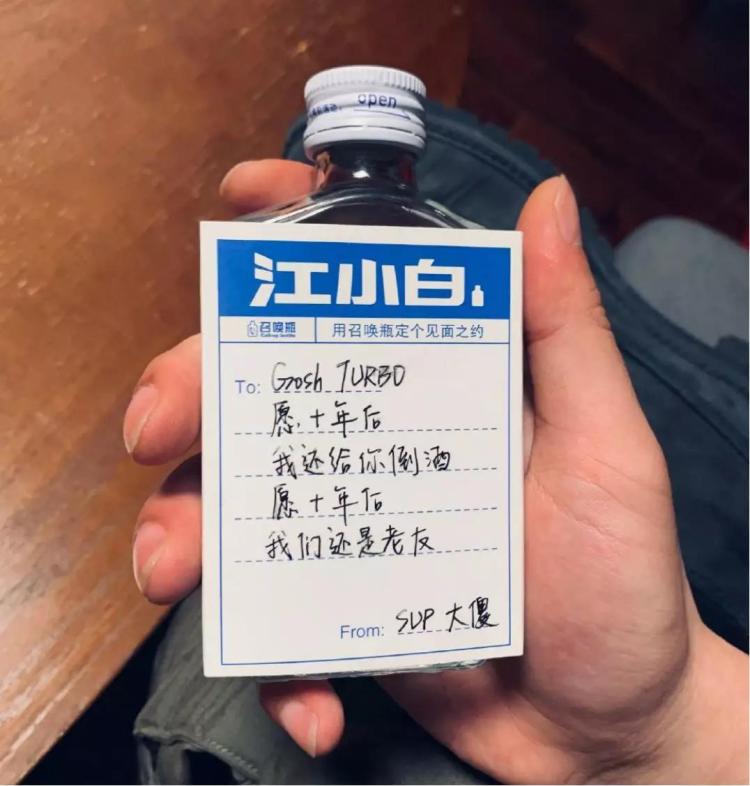 open
江小白
召唤瓶 用召唤瓶定个见面之约
To: Gosh TURBO
愿十年后
我还给你倒酒
愿十年后
我们还是老友
From: SUP 大傻